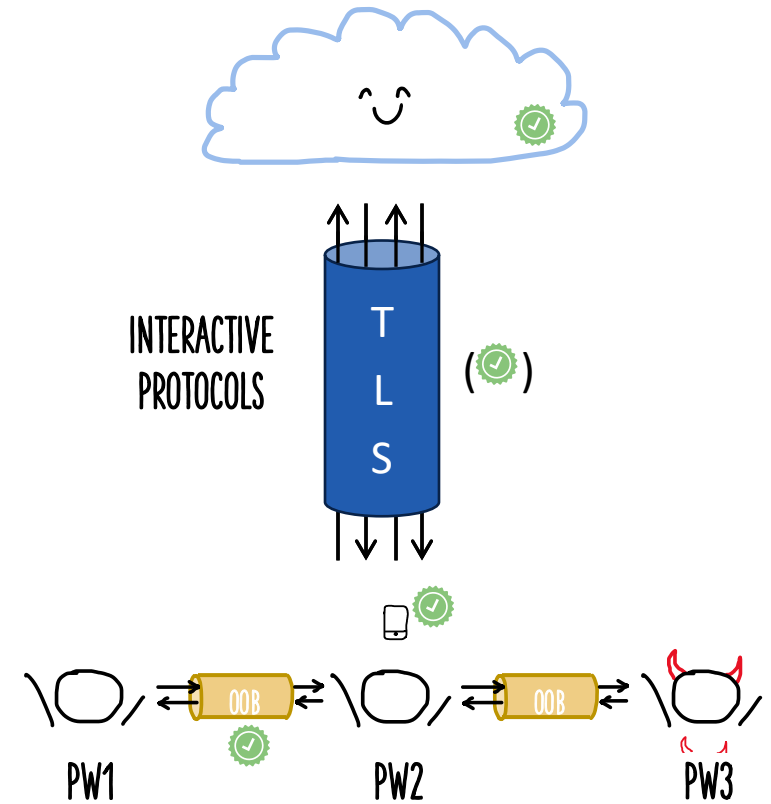 INTERACTIVE
PROTOCOLS
T
L
S
( )
OOB
OOB
PW1
PW2
PW3